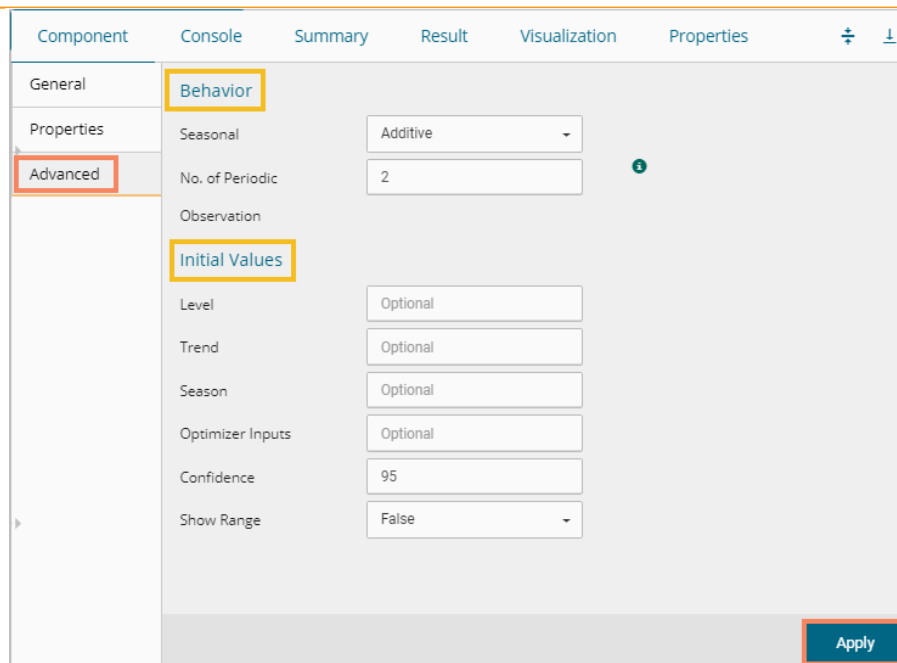 Component Console Summary Result Visualization Properties
General
Properties
Advanced
Behavior
Seasonal Additive
No. of Periodic 2
Observation
Initial Values
Level Optional
Trend Optional
Season Optional
Optimizer Inputs Optional
Confidence 95
Show Range False
Apply